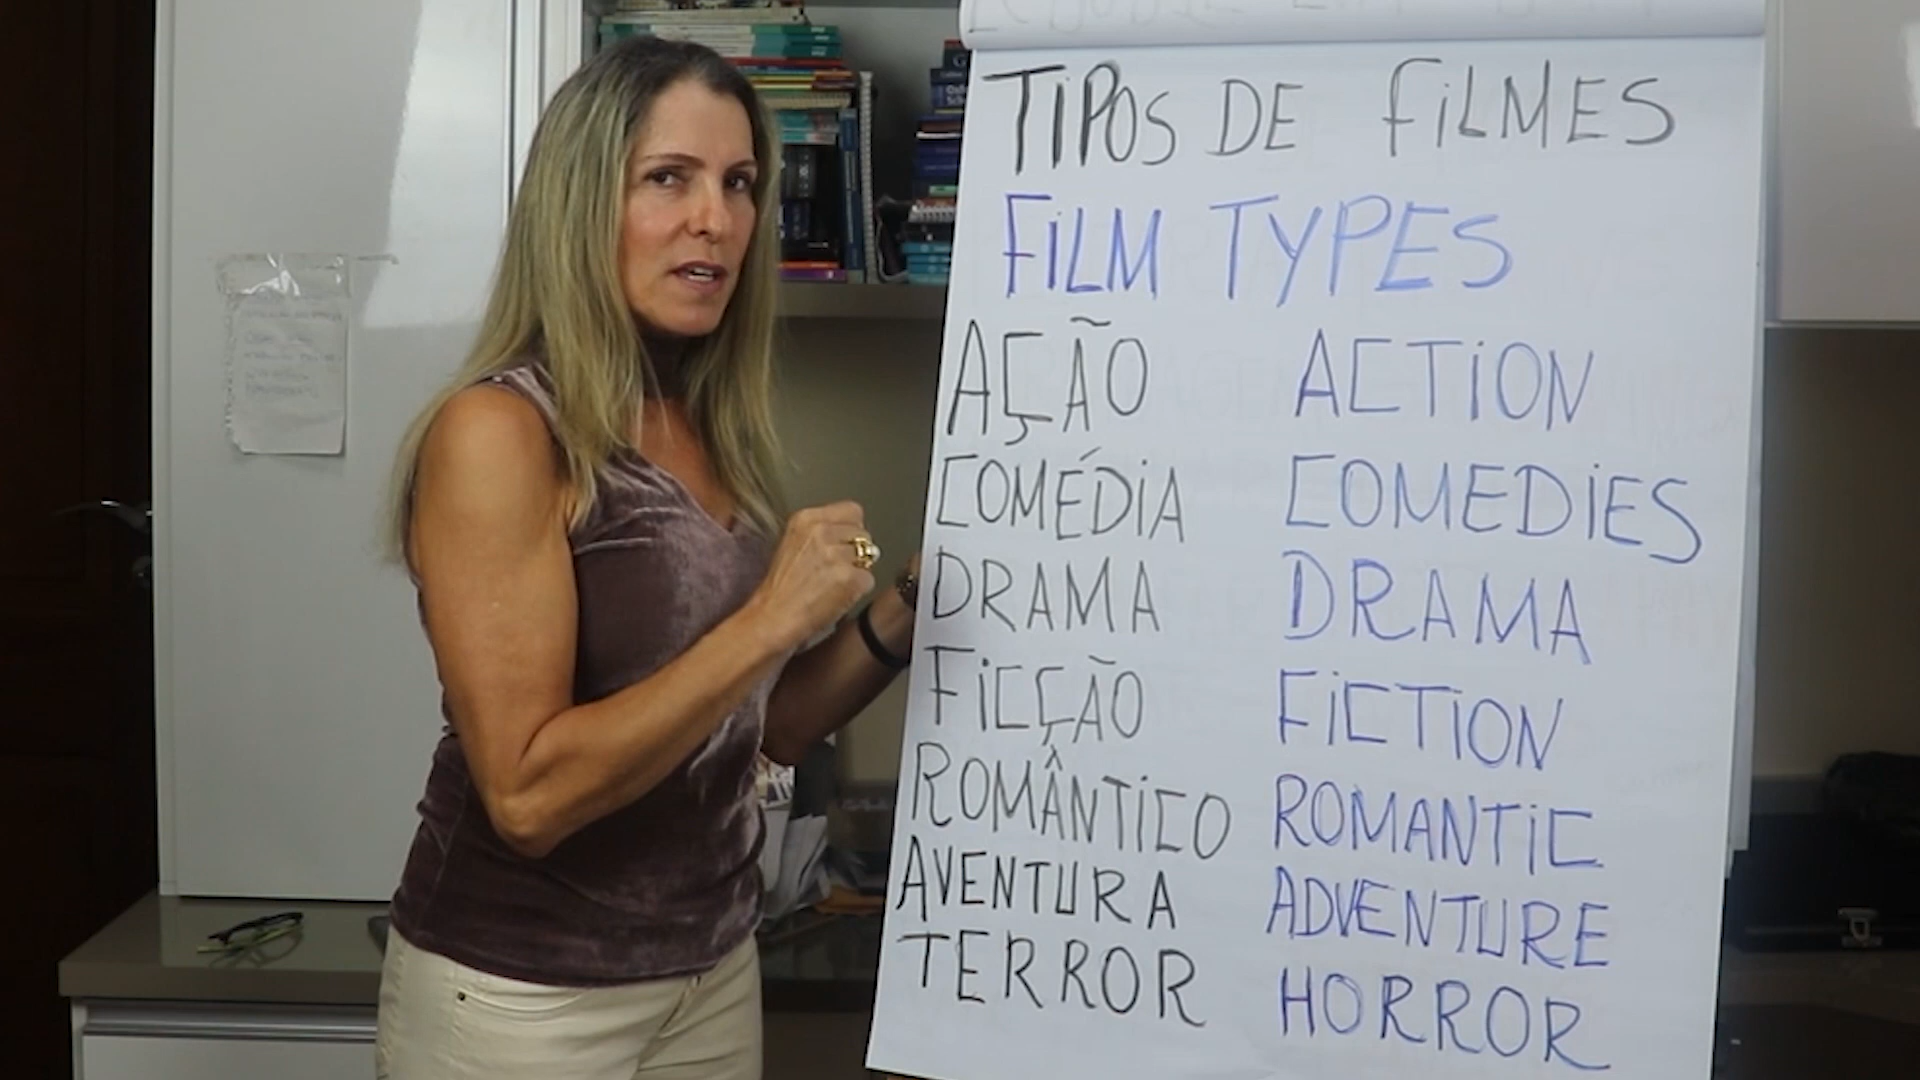 TIPOS DE FILMES
FILM TYPES
AÇÃO ACTION
COMÉDIA COMEDIES
DRAMA DRAMA
FICÇÃO FICTION
ROMÂNTICO ROMANTIC
AVENTURA ADVENTURE
TERROR HORROR